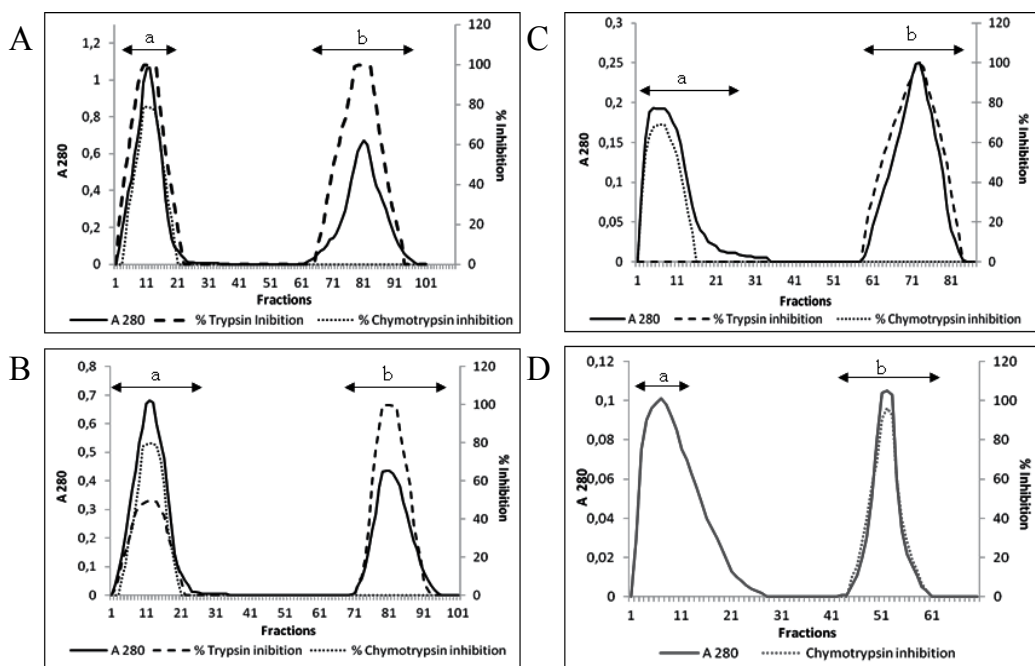 A
a
b
1,2
1
0,8
0,6
0,4
0,2
0
A 280
120
100
80
60
40
20
0
% Inhibition
1 11 21 31 41 51 61 71 81 91 101
Fractions
A 280 % Trypsin Inibition % Chymotrypsin inhibition
B
a
b
0,8
0,7
0,6
0,5
0,4
0,3
0,2
0,1
0
A 280
120
100
80
60
40
20
0
% Inhibition
1 11 21 31 41 51 61 71 81 91 101
Fractions
A 280 % Trypsin inibition % Chymotrypsin inhibition
C
a
b
0,3
0,25
0,2
0,15
0,1
0,05
0
A 280
120
100
80
60
40
20
0
% Inhibition
1 11 21 31 41 51 61 71 81
Fractions
A 280 % Trypsin inhibition % Chymotrypsin inhibition
D
a
b
0,12
0,1
0,08
0,06
0,04
0,02
0
A 280
120
100
80
60
40
20
0
% Inhibition
1 11 21 31 41 51 61
Fractions
A 280 % Chymotrypsin inhibition